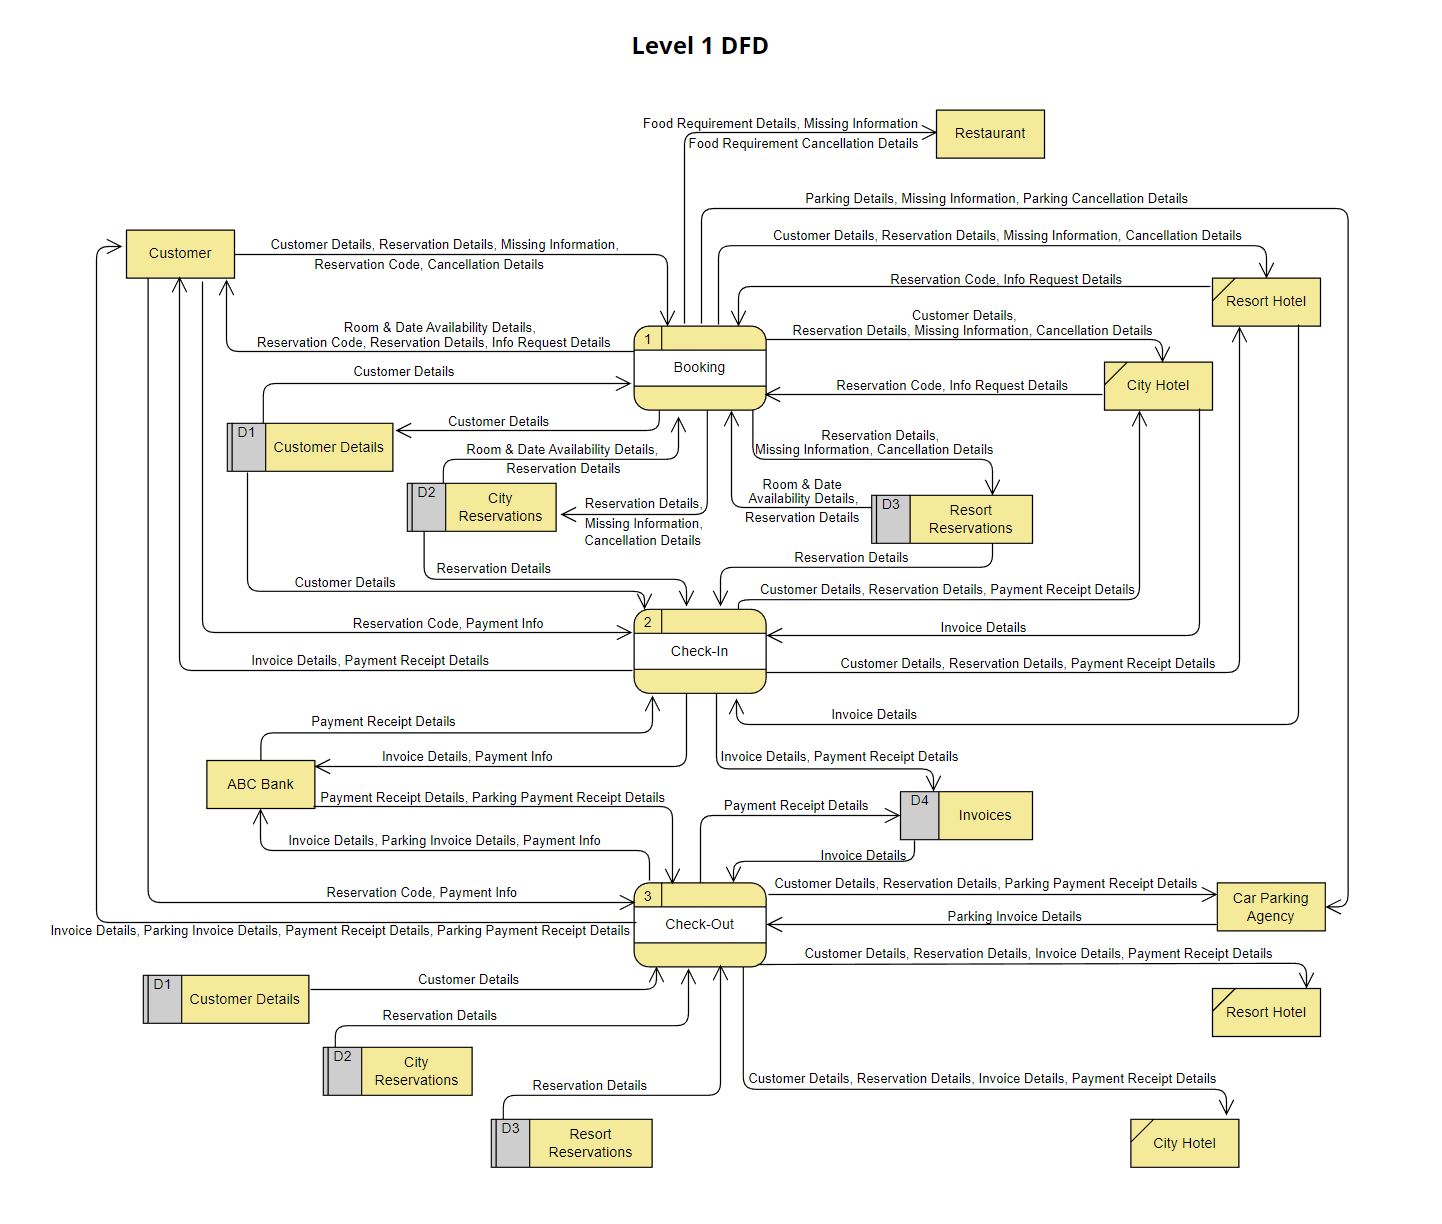 Level 1 DFD
Food Requirement Details, Missing Information
Food Requirement Cancellation Details
Restaurant
Parking Details, Missing Information, Parking Cancellation Details
Customer
Customer Details, Reservation Details, Missing Information,
Reservation Code, Cancellation Details
Customer Details, Reservation Details, Missing Information, Cancellation Details
Reservation Code, Info Request Details
Resort Hotel
Customer Details,
Reservation Details, Missing Information, Cancellation Details
Room & Date Availability Details,
Reservation Code, Reservation Details, Info Request Details
1
Booking
City Hotel
Reservation Code, Info Request Details
Customer Details
Customer Details
D1
Customer Details
Room & Date Availability Details,
Reservation Details
Reservation Details,
Missing Information, Cancellation Details
D2
City
Reservations
Reservation Details,
Missing Information,
Cancellation Details
Room & Date
Availability Details,
Reservation Details
D3
Resort
Reservations
Reservation Details
Reservation Details
Customer Details
Customer Details, Reservation Details, Payment Receipt Details
2
Check-In
Reservation Code, Payment Info
Invoice Details
Invoice Details, Payment Receipt Details
Customer Details, Reservation Details, Payment Receipt Details
Payment Receipt Details
Invoice Details
Invoice Details, Payment Info
Invoice Details, Payment Receipt Details
ABC Bank
Payment Receipt Details, Parking Payment Receipt Details
Payment Receipt Details
D4
Invoices
Invoice Details, Parking Invoice Details, Payment Info
Invoice Details
Reservation Code, Payment Info
3
Check-Out
Customer Details, Reservation Details, Parking Payment Receipt Details
Car Parking
Agency
Parking Invoice Details
Invoice Details, Parking Invoice Details, Payment Receipt Details, Parking Payment Receipt Details
Customer Details, Reservation Details, Invoice Details, Payment Receipt Details
Customer Details
D1
Customer Details
Resort Hotel
Reservation Details
D2
City
Reservations
Reservation Details
Customer Details, Reservation Details, Invoice Details, Payment Receipt Details
D3
Resort
Reservations
City Hotel